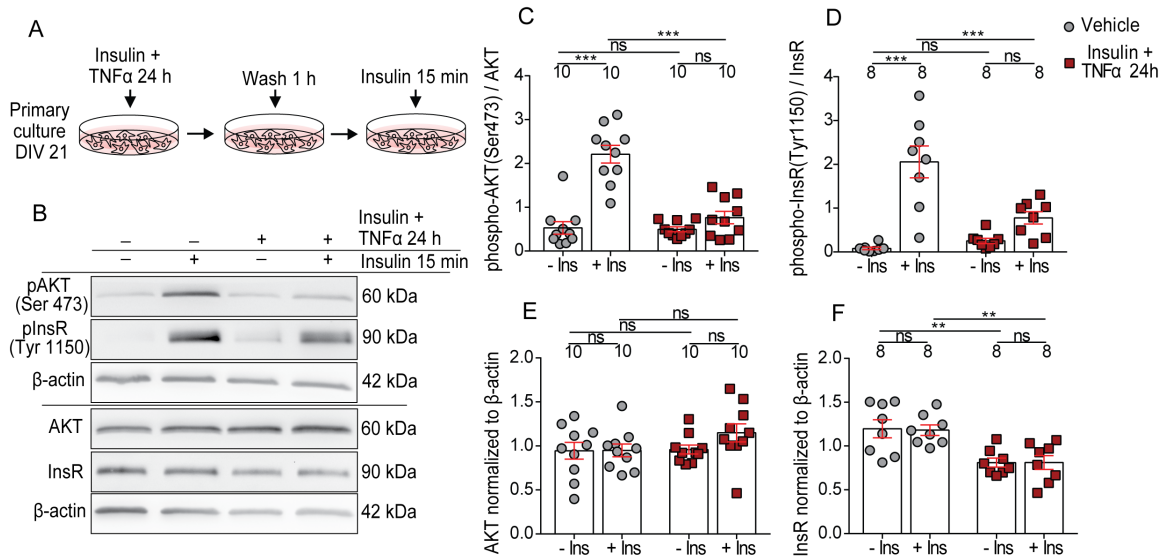 A
Insulin +
TNFα 24 h
Wash 1 h
Insulin 15 min
Primary
culture
DIV 21
B
Insulin +
TNFα 24 h
– – + +
Insulin 15 min
– + – +
pAKT
(Ser 473)
60 kDa
pInsR
(Tyr 1150)
90 kDa
β-actin
42 kDa
AKT
60 kDa
InsR
90 kDa
β-actin
42 kDa
C
***
ns
*** ns
10 10 10 10
phospho-AKT(Ser473) / AKT
4
3
2
1
0
- Ins + Ins - Ins + Ins
D
***
ns
*** ns
8 8 8 8
phospho-InsR(Tyr1150) / InsR
4
3
2
1
0
- Ins + Ins - Ins + Ins
Vehicle
Insulin +
TNFα 24h
E
ns
ns
ns ns
10 10 10 10
AKT normalized to β-actin
2.0
1.5
1.0
0.5
0.0
- Ins + Ins - Ins + Ins
F
**
**
ns ns
8 8 8 8
InsR normalized to β-actin
2.0
1.5
1.0
0.5
0.0
- Ins + Ins - Ins + Ins